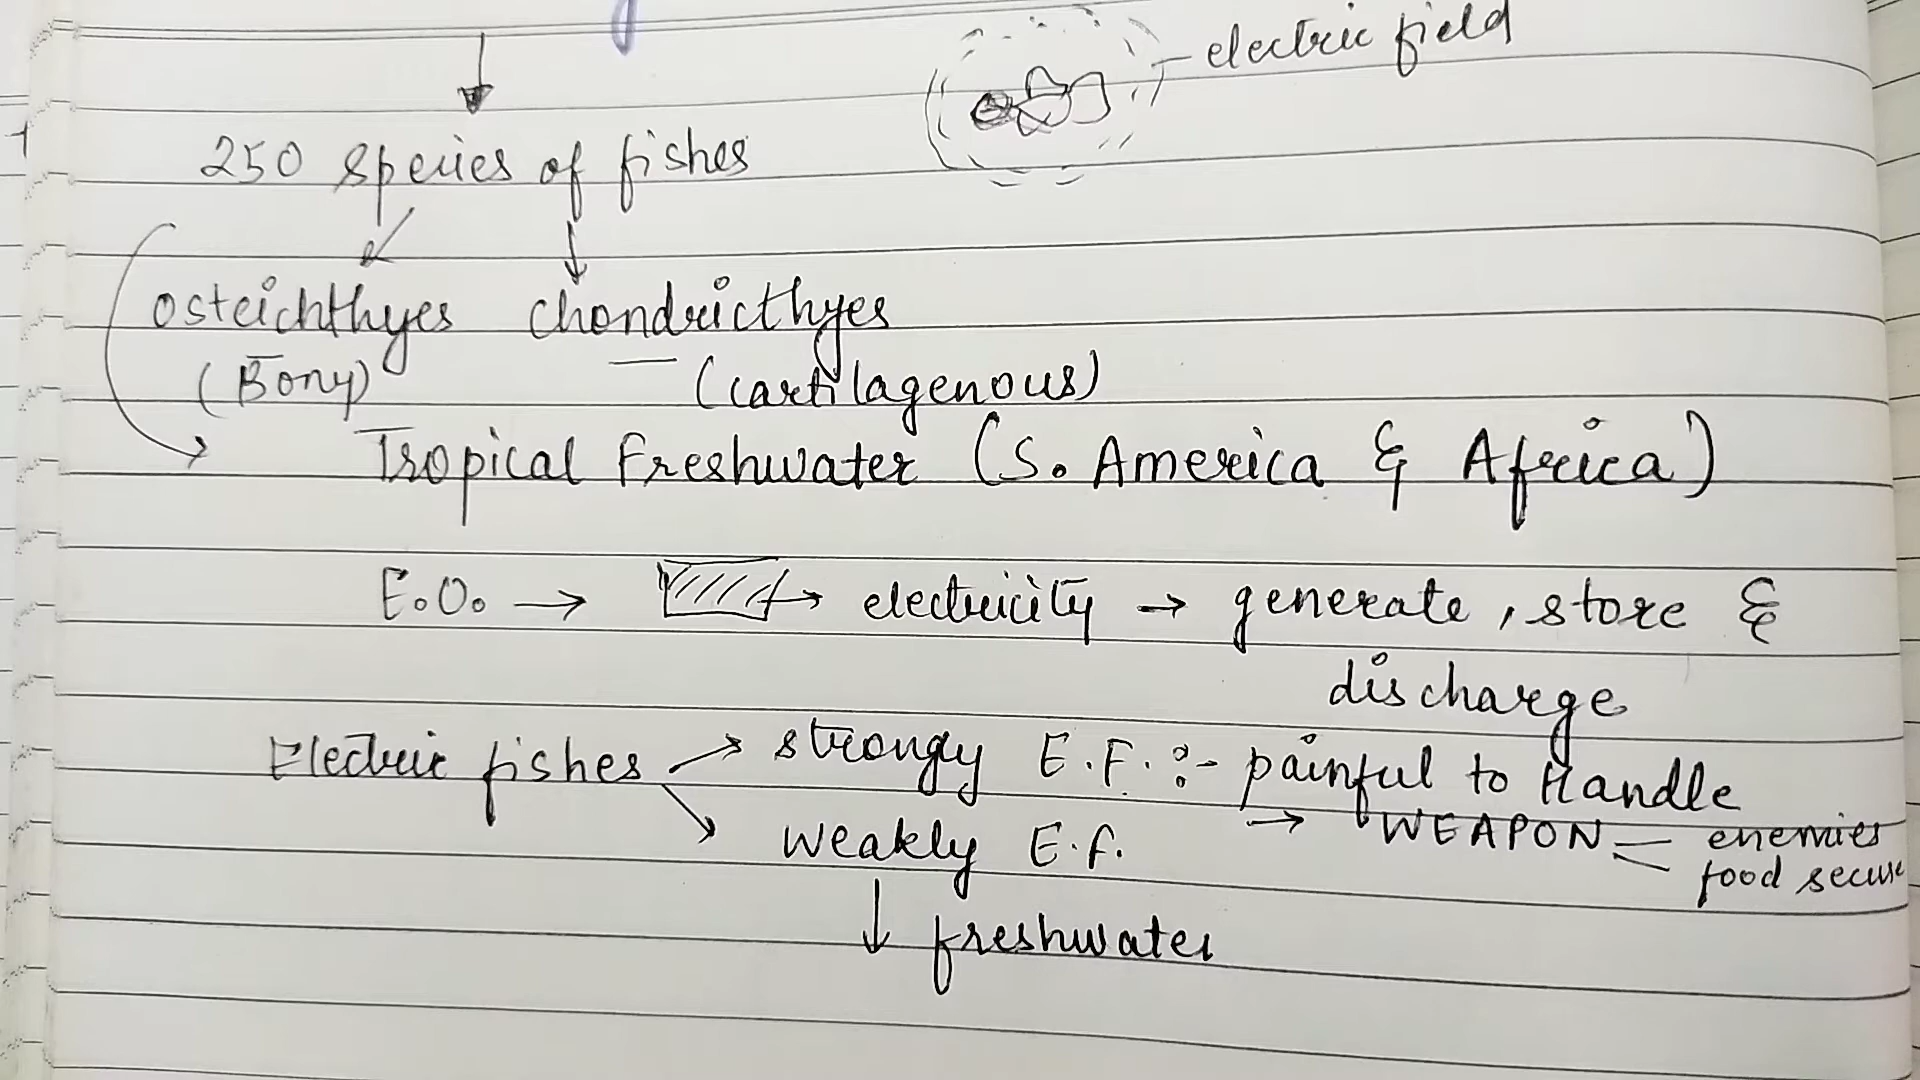 electric field
250 species of fishes
Osteichthyes chondricthyes
(Bony) (cartilagenous)
Tropical Freshwater (S. America & Africa)
E.O. → → electricity → generate, store &
discharge
Electric fishes → strongly E.F. :- painful to Handle
→ WEAPON enemies
food secure
weakly E.f.
↓ freshwater